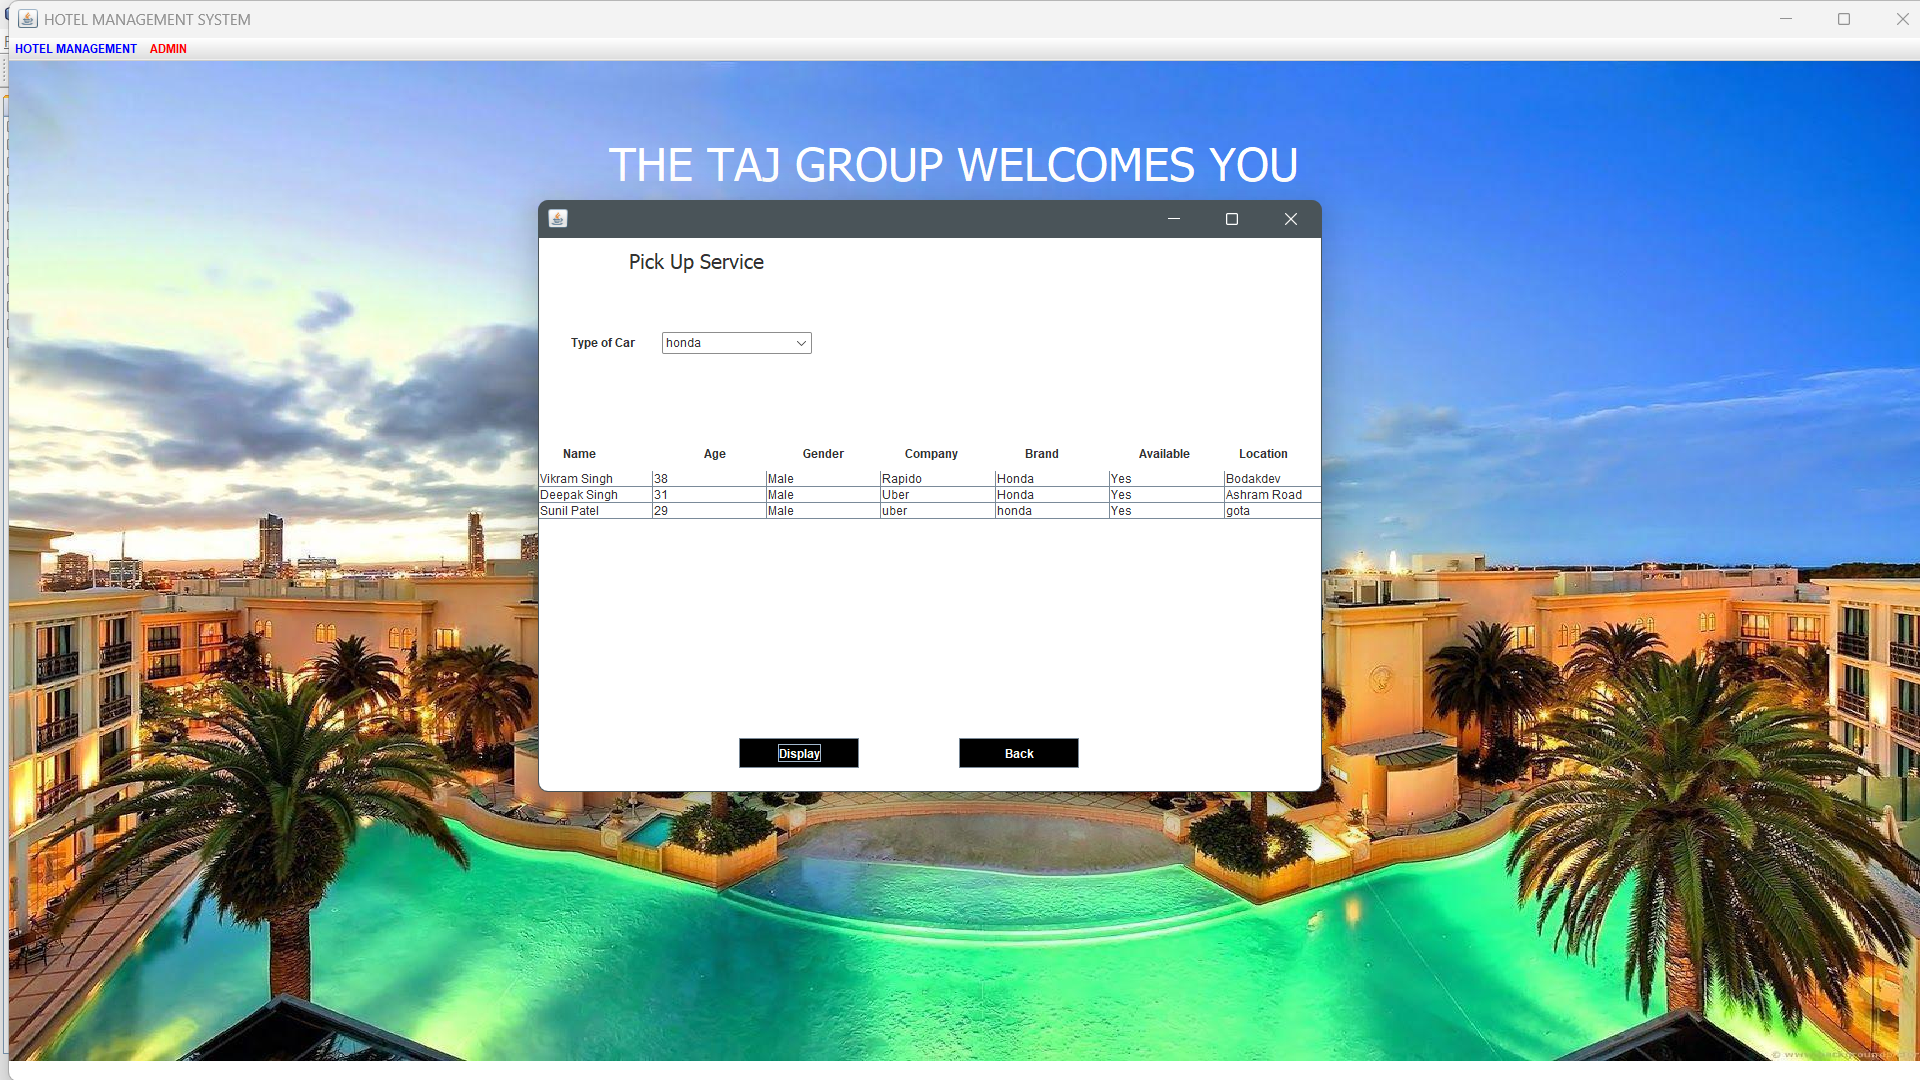 HOTEL MANAGEMENT SYSTEM
HOTEL MANAGEMENT ADMIN
THE TAJ GROUP WELCOMES YOU
Pick Up Service
Type of Car honda
Name Age Gender Company Brand Available Location
Vikram Singh 38 Male Rapido Honda Yes Bodakdev
Deepak Singh 31 Male Uber Honda Yes Ashram Road
Sunil Patel 29 Male uber honda Yes gota
Display Back